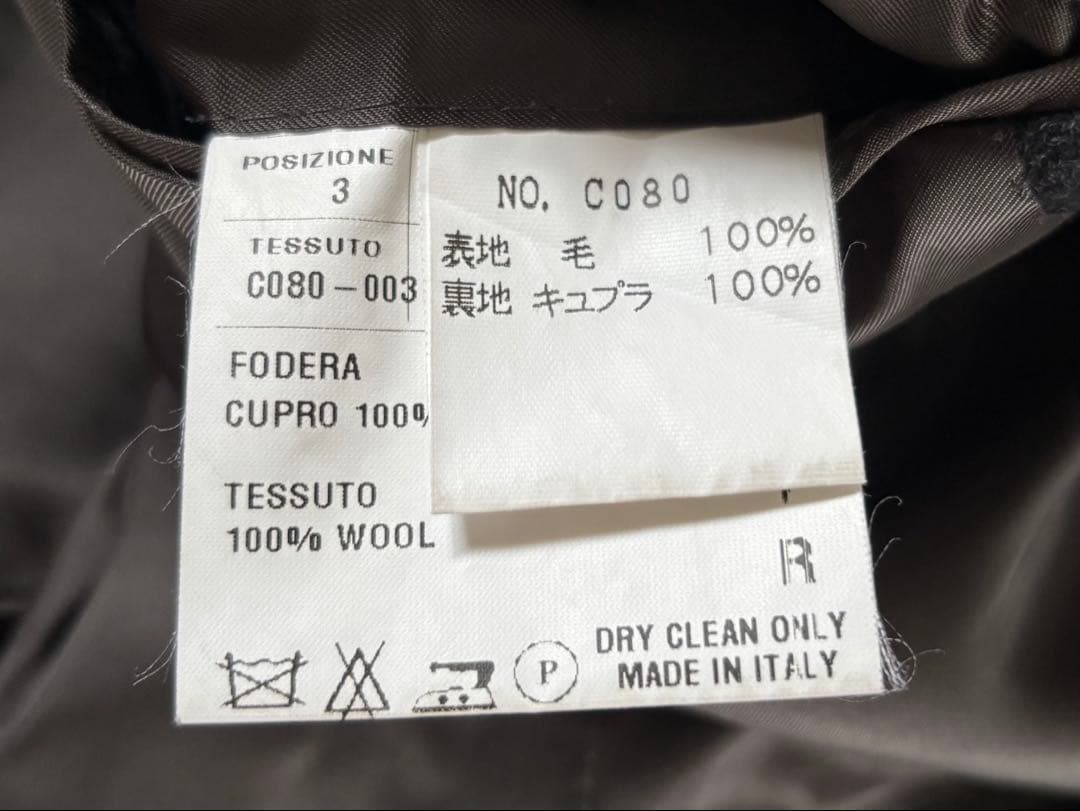 POSIZIONE
3
TESSUTO
C080-003
FODERA
CUPRO 100%
TESSUTO
100% WOOL
NO. C080
表地 毛 100%
裏地 キュプラ 100%
R
P
DRY CLEAN ONLY
MADE IN ITALY